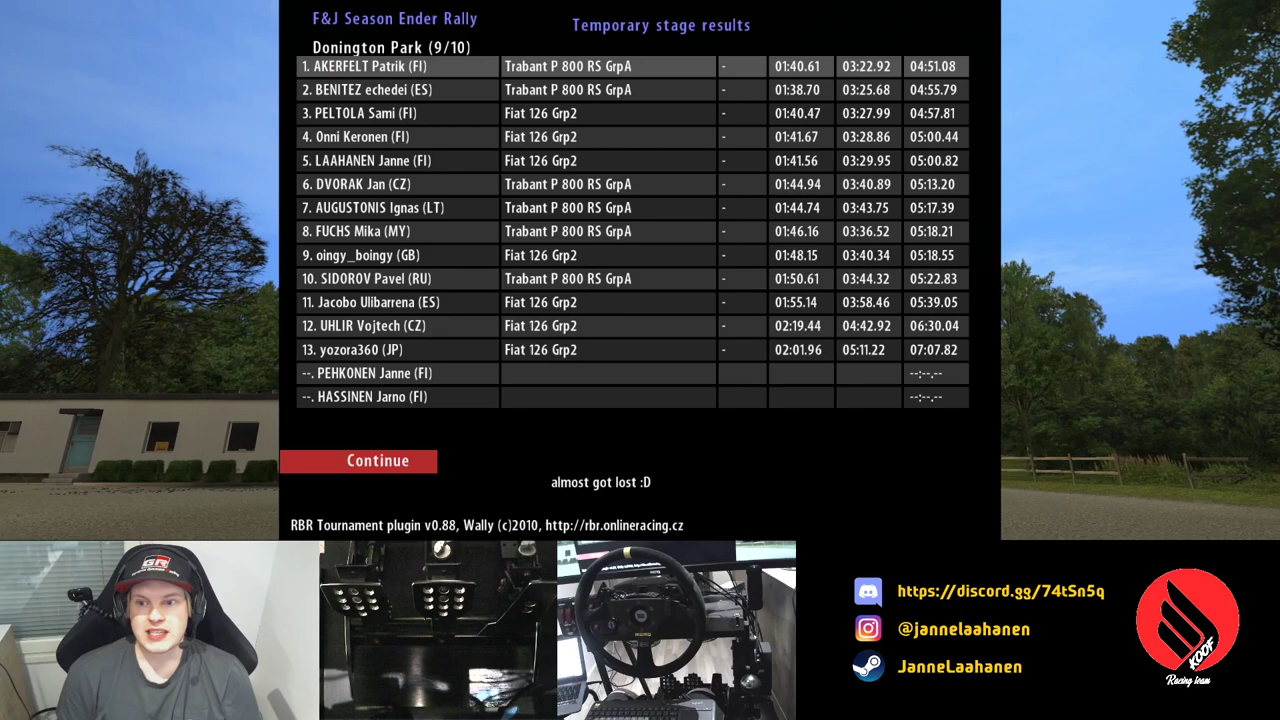 F&J Season Ender Rally
Temporary stage results
Donington Park (9/10)
1. AKERFELT Patrik (FI) Trabant P 800 RS GrpA - 01:40.61 03:22.92 04:51.08
2. BENITEZ echedei (ES) Trabant P 800 RS GrpA - 01:38.70 03:25.68 04:55.79
3. PELTOLA Sami (FI) Fiat 126 Grp2 - 01:40.47 03:27.99 04:57.81
4. Onni Keronen (FI) Fiat 126 Grp2 - 01:41.67 03:28.86 05:00.44
5. LAAHANEN Janne (FI) Fiat 126 Grp2 - 01:41.56 03:29.95 05:00.82
6. DVORAK Jan (CZ) Trabant P 800 RS GrpA - 01:44.94 03:40.89 05:13.20
7. AUGUSTONIS Ignas (LT) Trabant P 800 RS GrpA - 01:44.74 03:43.75 05:17.39
8. FUCHS Mika (MY) Trabant P 800 RS GrpA - 01:46.16 03:36.52 05:18.21
9. oingy_boingy (GB) Fiat 126 Grp2 - 01:48.15 03:40.34 05:18.55
10. SIDOROV Pavel (RU) Trabant P 800 RS GrpA - 01:50.61 03:44.32 05:22.83
11. Jacobo Ulibarrena (ES) Fiat 126 Grp2 - 01:55.14 03:58.46 05:39.05
12. UHLIR Vojtech (CZ) Fiat 126 Grp2 - 02:19.44 04:42.92 06:30.04
13. yozora360 (JP) Fiat 126 Grp2 - 02:01.96 05:11.22 07:07.82
--. PEHKONEN Janne (FI) --:--.--
--. HASSINEN Jarno (FI) --:--.--
Continue
almost got lost :D
RBR Tournament plugin v0.88, Wally (c)2010, http://rbr.onlineracing.cz
GR
https://discord.gg/74tSn5q
@jannelaahanen
JanneLaahanen
KODF
Racing team